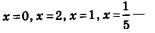 x=0, x=2, x=1, x=1/5 —